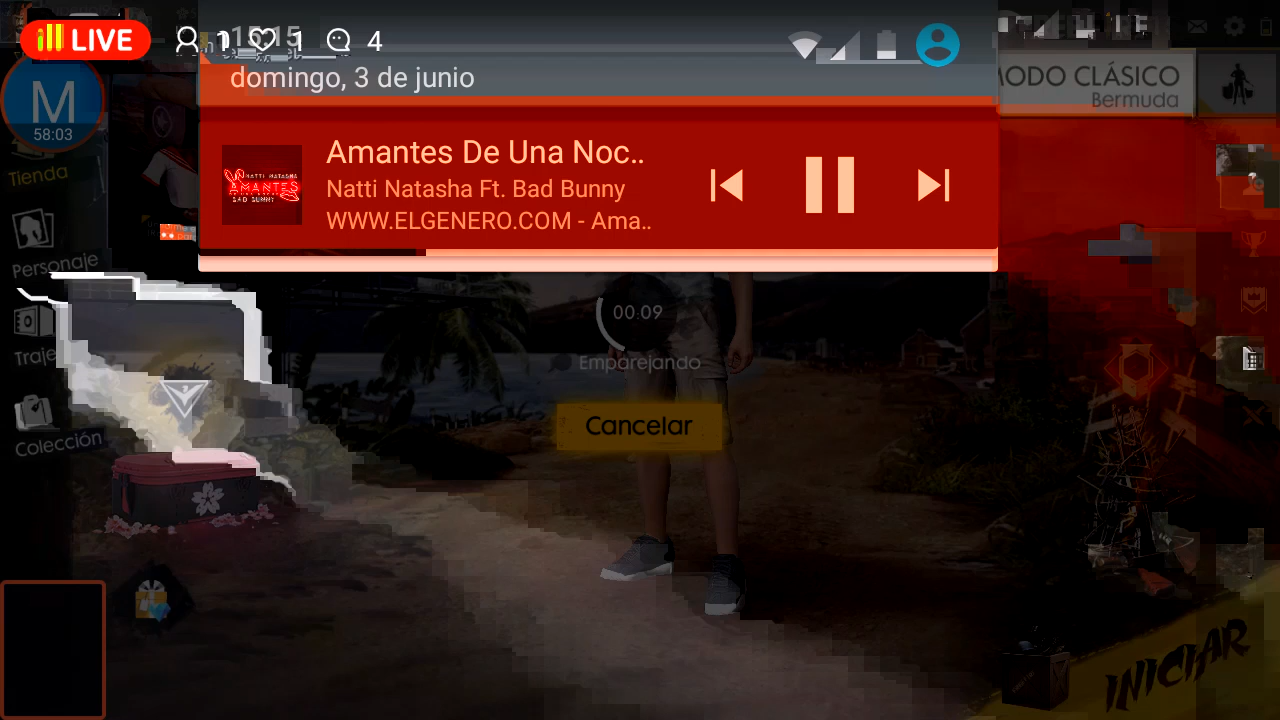 LIVE
1
1
4
15:15
domingo, 3 de junio
M
58:03
MODO CLÁSICO
Bermuda
Amantes De Una Noc..
Natti Natasha Ft. Bad Bunny
WWW.ELGENERO.COM - Ama..
NATTI NATASHA
AMANTES
BAD BUNNY
Tienda
Personaje
Traje
Colección
00:09
Emparejando
Cancelar
INICIAR